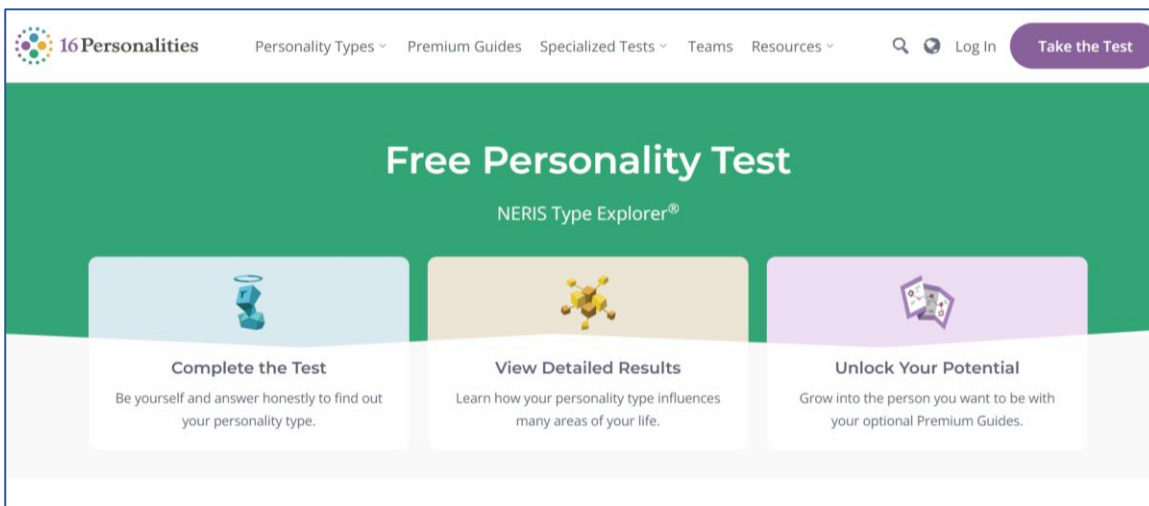 16Personalities
Personality Types Premium Guides Specialized Tests Teams Resources Log In Take the Test
Free Personality Test
NERIS Type Explorer®
Complete the Test
Be yourself and answer honestly to find out
your personality type.
View Detailed Results
Learn how your personality type influences
many areas of your life.
Unlock Your Potential
Grow into the person you want to be with
your optional Premium Guides.